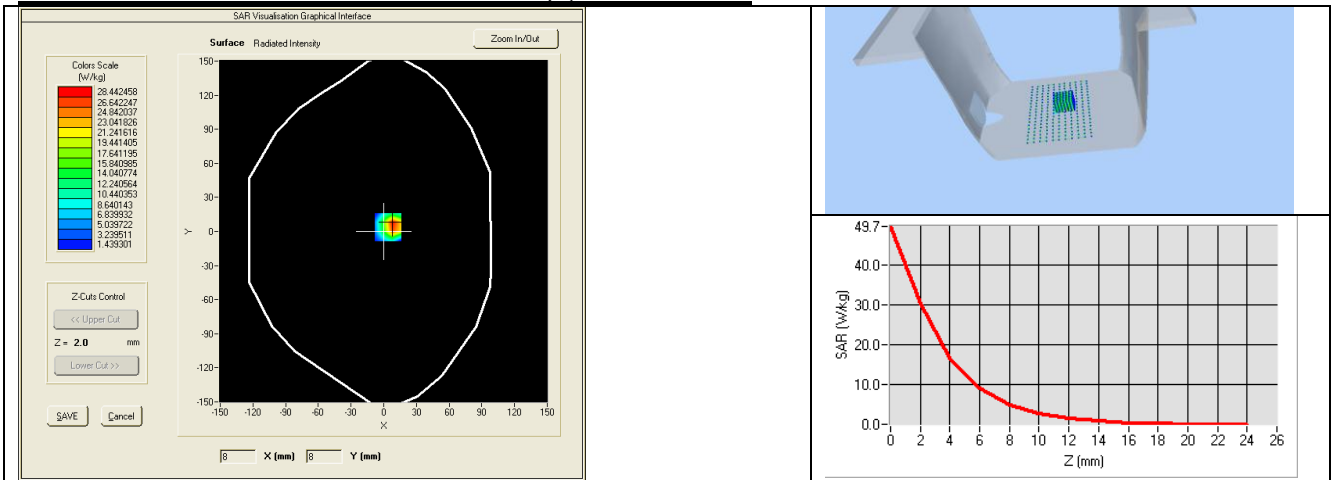 SAR Visualisation Graphical Interface
Surface Radiated Intensity
Zoom In/Out
Colors Scale
(W/kg)
28.442458
26.642247
24.842037
23.041826
21.241616
19.441405
17.641195
15.840985
14.040774
12.240564
10.440353
8.640143
6.839932
5.039722
3.239511
1.439301
Z-Cuts Control
<< Upper Cut
Z = 2.0 mm
Lower Cut >>
SAVE Cancel
150
120
90
60
30
0
-30
-60
-90
-120
-150
Y
-150 -120 -90 -60 -30 0 30 60 90 120 150
X
8 X (mm) 8 Y (mm)
49.7
40.0
30.0
20.0
10.0
0.0
SAR (W/kg)
0 2 4 6 8 10 12 14 16 18 20 22 24 26
Z (mm)